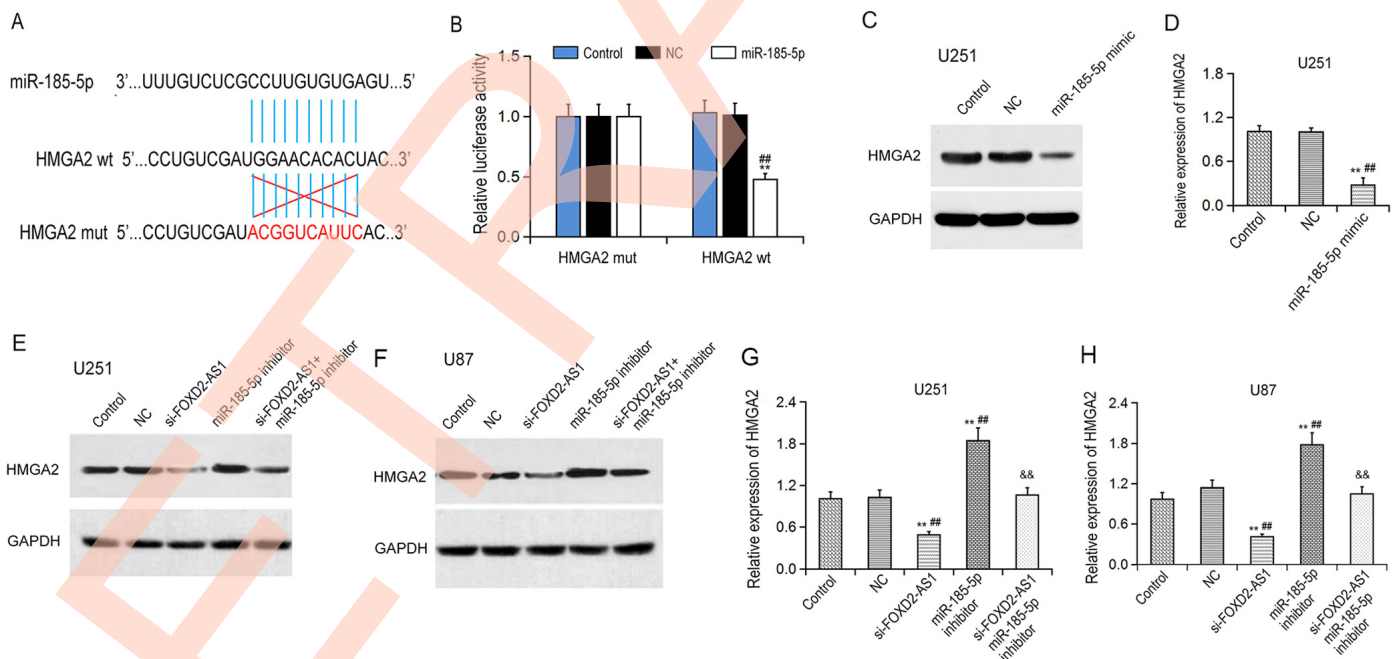 A
miR-185-5p 3'...UUUGUCUCGCCUUGUGUGAGU...5'
HMGA2 wt 5'...CCUGUCGAUGGAACACACUAC..3'
HMGA2 mut 5'...CCUGUCGAUACGGUCAUUCAC..3'
B
Control NC miR-185-5p
Relative luciferase activity
1.5
1.0
0.5
0.0
##
**
HMGA2 mut HMGA2 wt
C
U251
Control NC miR-185-5p mimic
HMGA2
GAPDH
D
U251
Relative expression of HMGA2
1.8
1.2
0.6
0.0
** ##
Control NC miR-185-5p mimic
E
U251
Control NC si-FOXD2-AS1 miR-185-5p inhibitor si-FOXD2-AS1+
miR-185-5p inhibitor
HMGA2
GAPDH
F
U87
Control NC si-FOXD2-AS1 miR-185-5p inhibitor si-FOXD2-AS1+
miR-185-5p inhibitor
HMGA2
GAPDH
G
U251
Relative expression of HMGA2
2.4
1.8
1.2
0.6
0.0
** ##
** ##
&&
Control NC si-FOXD2-AS1 miR-185-5p
inhibitor
si-FOXD2-AS1
miR-185-5p
inhibitor
H
U87
Relative expression of HMGA2
2.4
1.8
1.2
0.6
0.0
** ##
** ##
&&
Control NC si-FOXD2-AS1 miR-185-5p
inhibitor
si-FOXD2-AS1
miR-185-5p
inhibitor